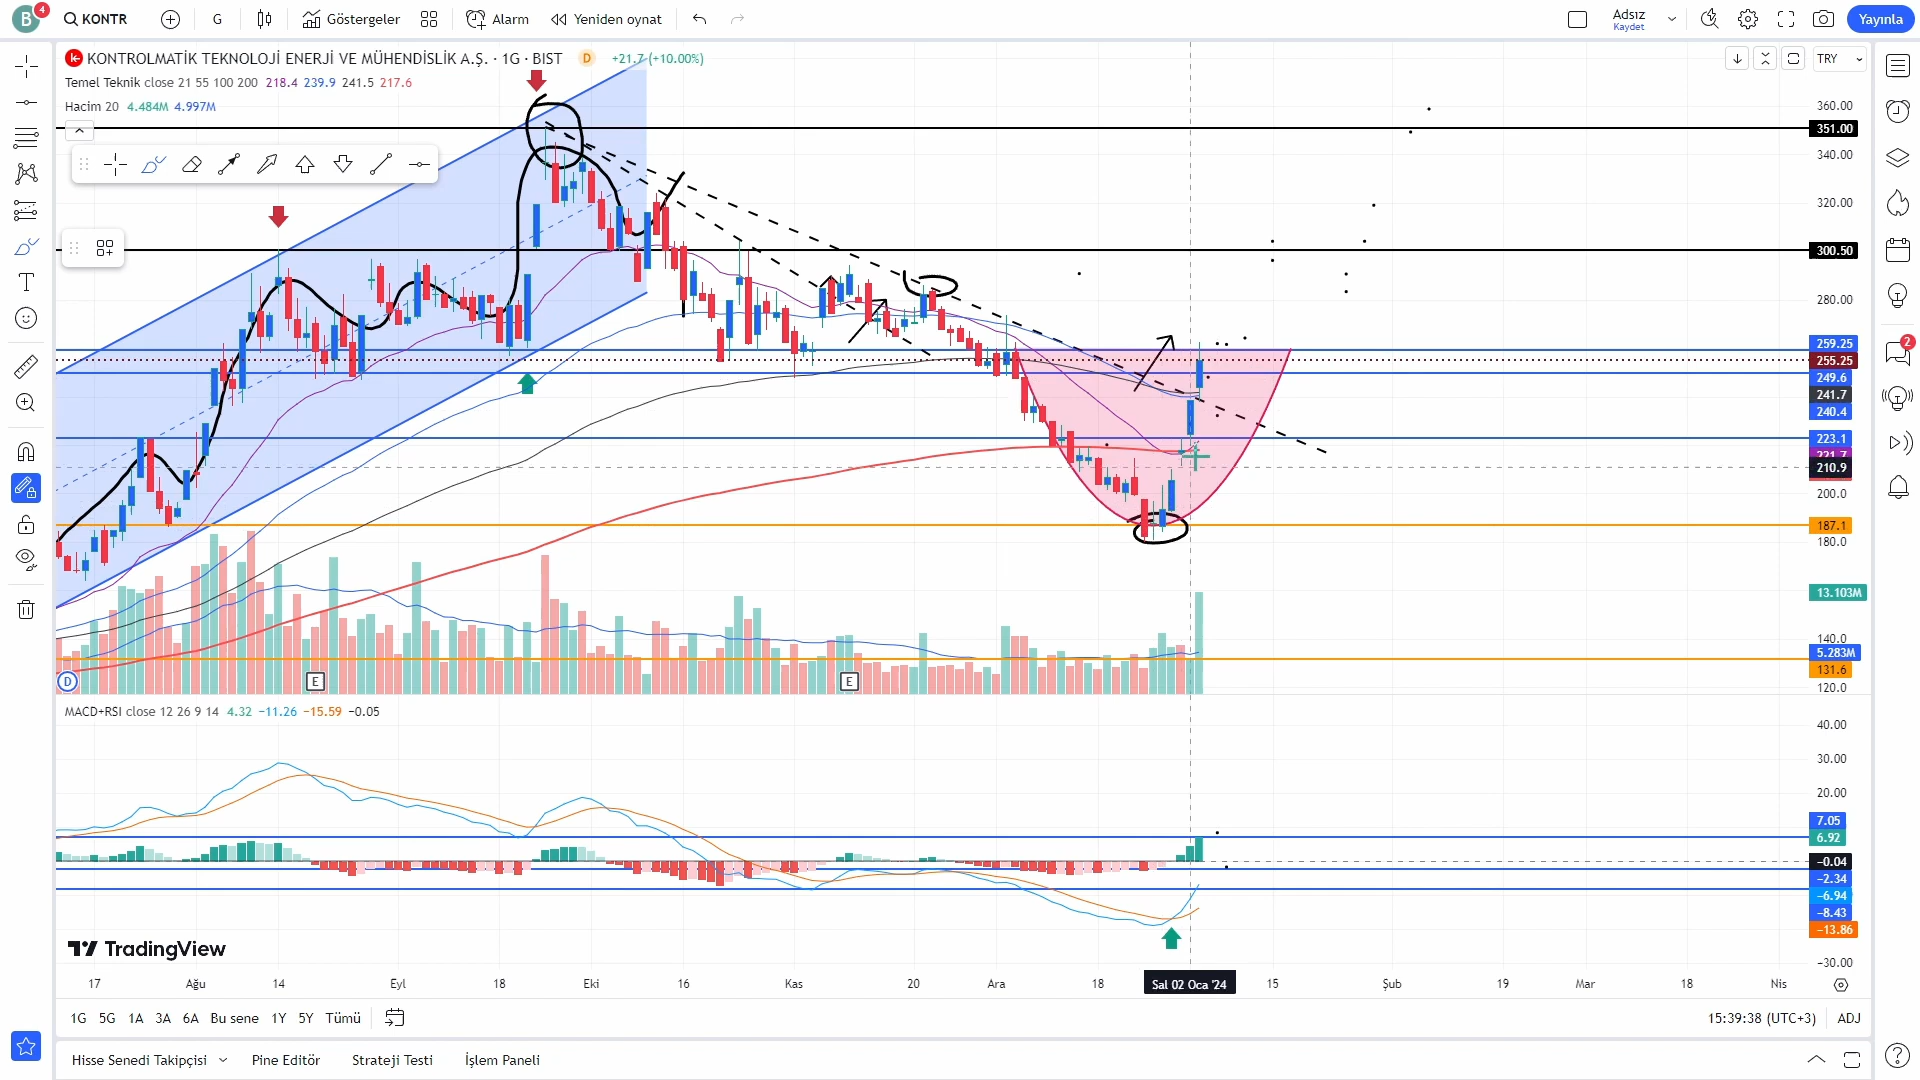 B
4
KONTR
G
Göstergeler
Alarm
Yeniden oynat
Adsız
Kaydet
Yayınla
KONTROLMATİK TEKNOLOJİ ENERJİ VE MÜHENDİSLİK A.Ş. · 1G · BIST
D
+21.7 (+10.00%)
TRY
Temel Teknik close 21 55 100 200 218.4 239.9 241.5 217.6
Hacim 20 4.484M 4.997M
360.00
351.00
340.00
320.00
300.50
280.00
259.25
255.25
249.6
241.7
240.4
223.1
221.7
210.9
200.0
187.1
180.0
13.103M
140.0
5.283M
131.6
120.0
2
D
E
E
MACD+RSI close 12 26 9 14 4.32 −11.26 −15.59 −0.05
40.00
30.00
20.00
7.05
6.92
−0.04
−2.34
−6.94
−8.43
−13.86
−30.00
TradingView
17
Ağu
14
Eyl
18
Eki
16
Kas
20
Ara
18
Sal 02 Oca '24
15
Şub
19
Mar
18
Nis
1G 5G 1A 3A 6A Bu sene 1Y 5Y Tümü
15:39:38 (UTC+3)
ADJ
Hisse Senedi Takipçisi
Pine Editör
Strateji Testi
İşlem Paneli